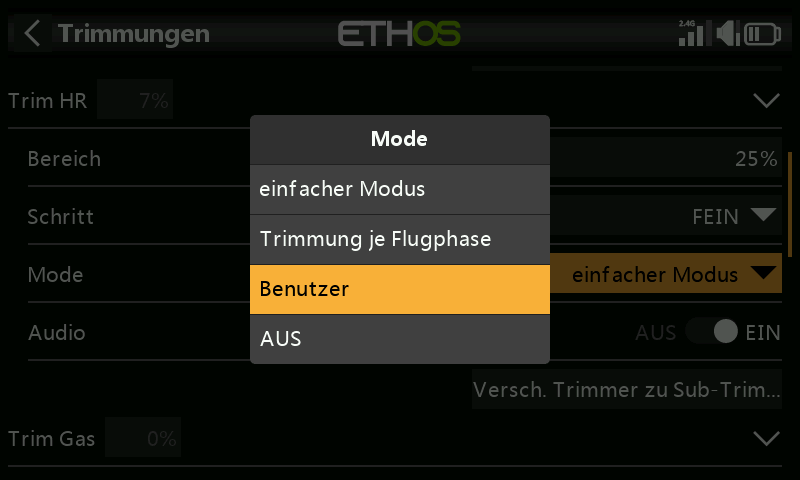 Trimmungen
ETHOS
2.4G
Trim HR 7%
Mode
Bereich 25%
einfacher Modus
Schritt FEIN
Trimmung je Flugphase
Mode einfacher Modus
Benutzer
Audio AUS EIN
AUS
Versch. Trimmer zu Sub-Trim...
Trim Gas 0%